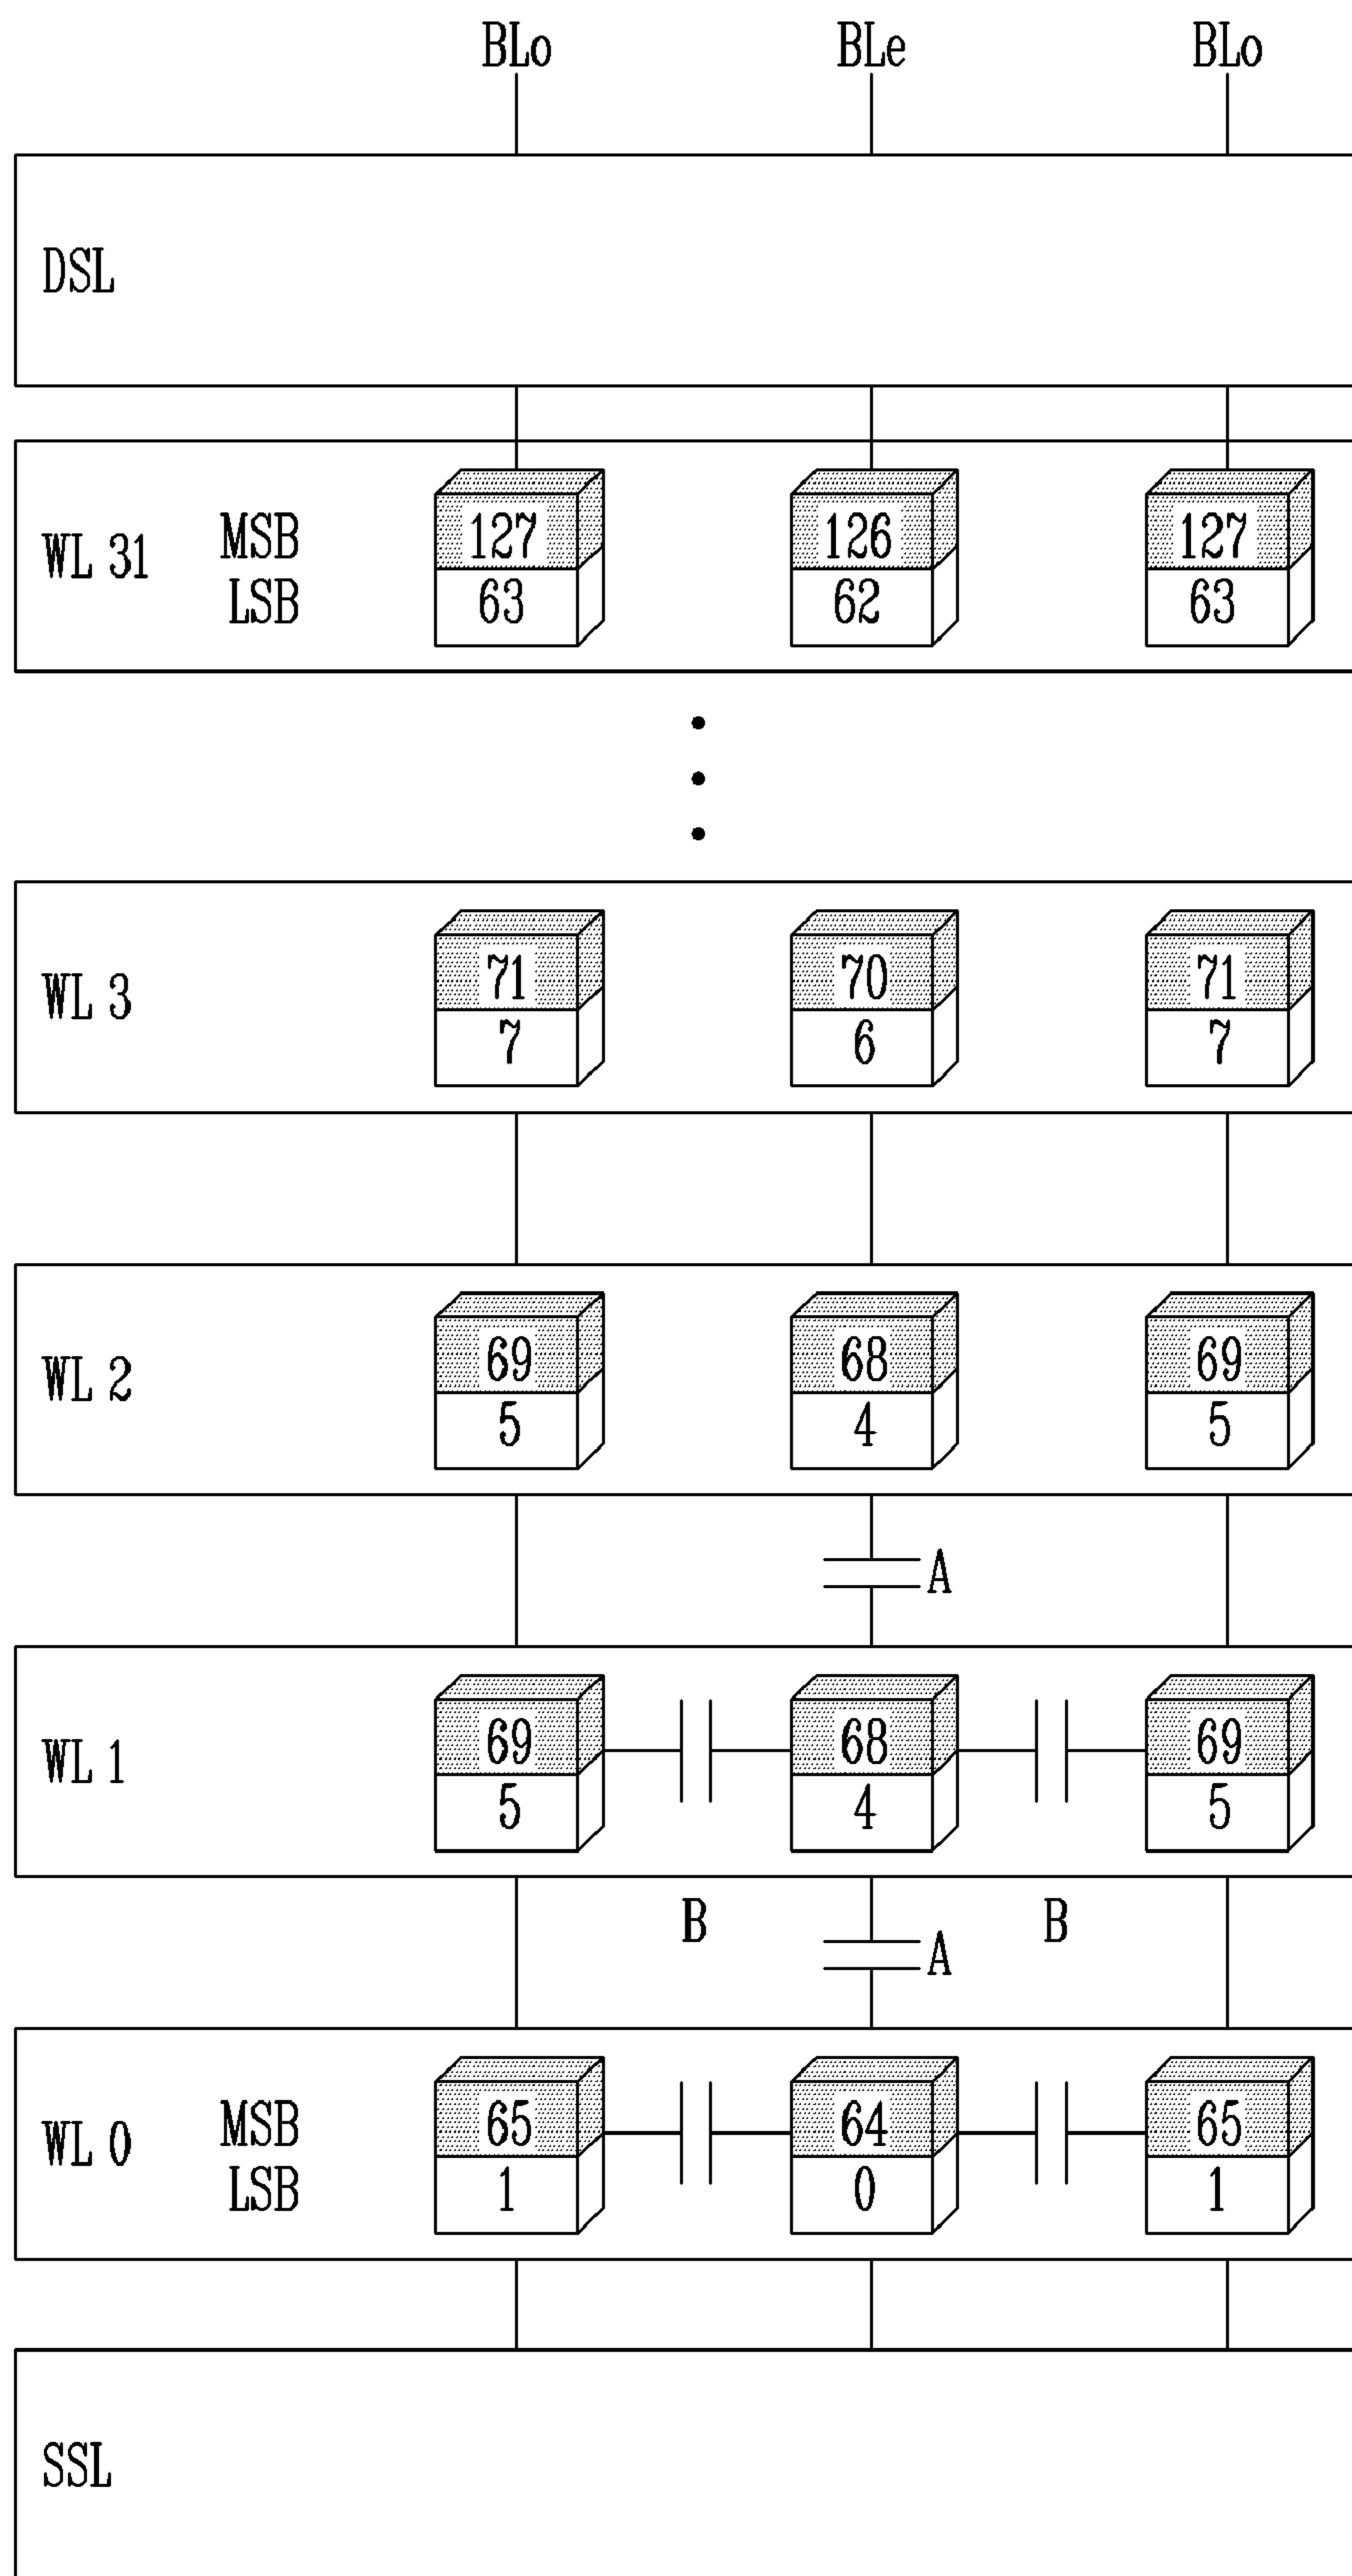 BLo BLe BLo
DSL
WL 31 MSB 127 126 127
LSB 63 62 63
WL 3 71 70 71
7 6 7
WL 2 69 68 69
5 4 5
A
WL 1 69 68 69
5 4 5
B B
A
WL 0 MSB 65 64 65
LSB 1 0 1
SSL